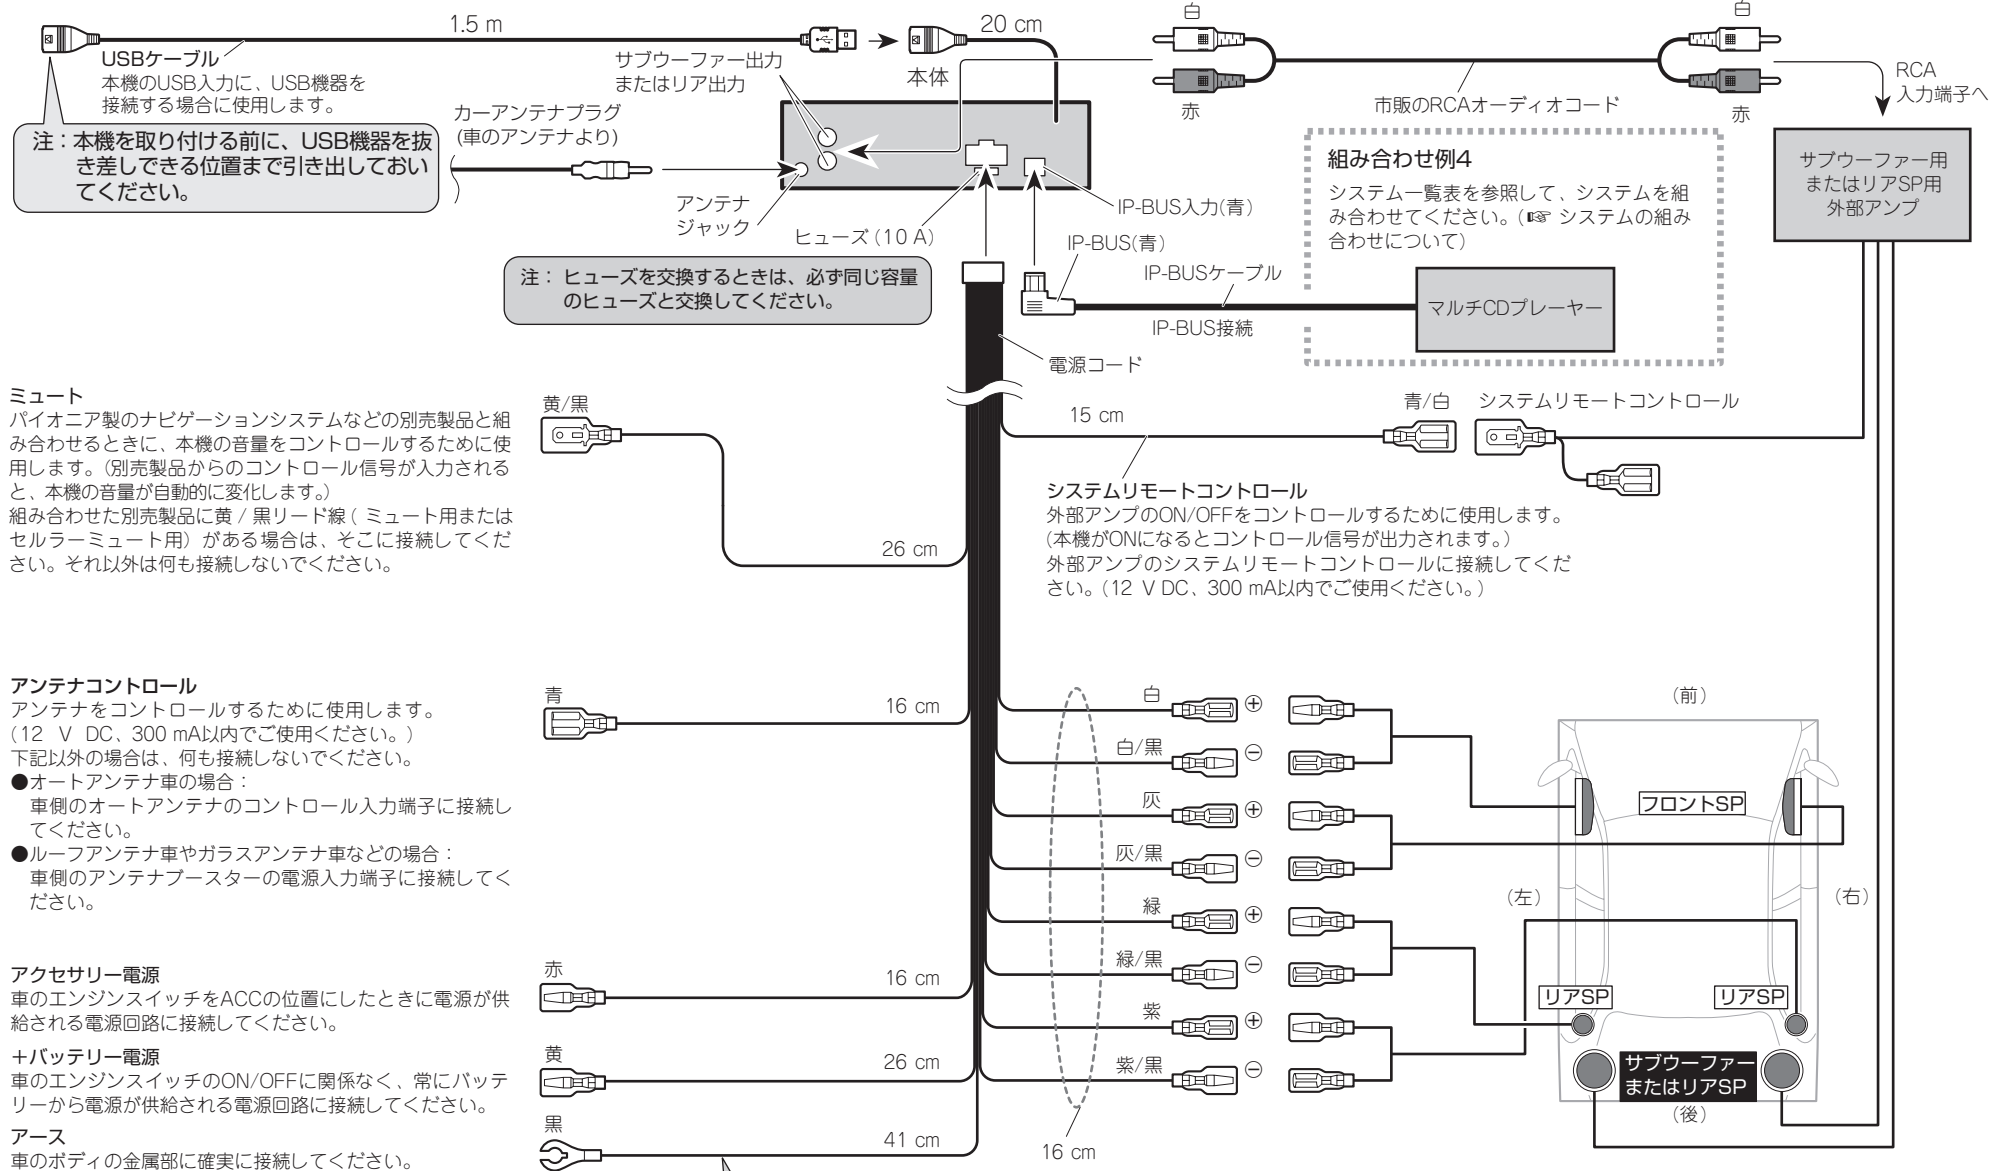 1.5 m
20 cm
白
白
USBケーブル
本機のUSB入力に、USB機器を
接続する場合に使用します。
サブウーファー出力
またはリア出力
本体
赤
市販のRCAオーディオコード
赤
RCA
入力端子へ
注：本機を取り付ける前に、USB機器を抜
き差しできる位置まで引き出しておい
てください。
カーアンテナプラグ
(車のアンテナより)
アンテナ
ジャック
ヒューズ（10 A）
IP-BUS入力(青)
組み合わせ例4
システム一覧表を参照して、システムを組
み合わせてください。(☞ システムの組み
合わせについて)
サブウーファー用
またはリアSP用
外部アンプ
注： ヒューズを交換するときは、必ず同じ容量
のヒューズと交換してください。
IP-BUS(青)
IP-BUSケーブル
IP-BUS接続
マルチCDプレーヤー
電源コード
ミュート
パイオニア製のナビゲーションシステムなどの別売製品と組
み合わせるときに、本機の音量をコントロールするために使
用します。(別売製品からのコントロール信号が入力される
と、本機の音量が自動的に変化します。)
組み合わせた別売製品に黄 / 黒リード線 ( ミュート用または
セルラーミュート用）がある場合は、そこに接続してくだ
さい。それ以外は何も接続しないでください。
黄/黒
26 cm
15 cm
青/白
システムリモートコントロール
システムリモートコントロール
外部アンプのON/OFFをコントロールするために使用します。
(本機がONになるとコントロール信号が出力されます。)
外部アンプのシステムリモートコントロールに接続してくだ
さい。(12 V DC、300 mA以内でご使用ください。)
アンテナコントロール
アンテナをコントロールするために使用します。
(12 V DC、300 mA以内でご使用ください。)
下記以外の場合は、何も接続しないでください。
●オートアンテナ車の場合：
車側のオートアンテナのコントロール入力端子に接続し
てください。
●ルーフアンテナ車やガラスアンテナ車などの場合：
車側のアンテナブースターの電源入力端子に接続してく
ださい。
青
16 cm
白 ⊕
白/黒 ⊖
灰 ⊕
灰/黒 ⊖
緑 ⊕
緑/黒 ⊖
紫 ⊕
紫/黒 ⊖
16 cm
（前）
フロントSP
（左）
（右）
リアSP
リアSP
サブウーファー
またはリアSP
（後）
アクセサリー電源
車のエンジンスイッチをACCの位置にしたときに電源が供
給される電源回路に接続してください。
赤
16 cm
＋バッテリー電源
車のエンジンスイッチのON/OFFに関係なく、常にバッテ
リーから電源が供給される電源回路に接続してください。
黄
26 cm
アース
車のボディの金属部に確実に接続してください。
黒
41 cm